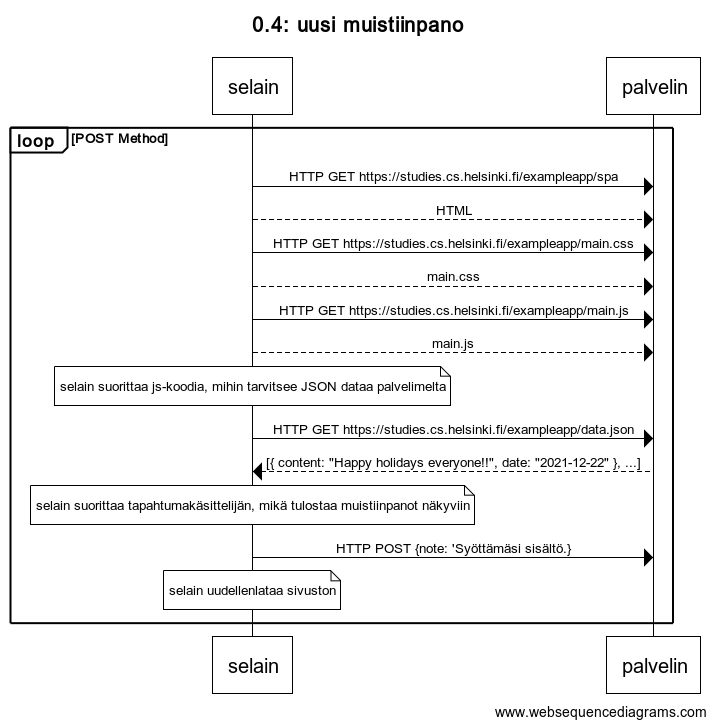 0.4: uusi muistiinpano
selain
palvelin
loop
[POST Method]
HTTP GET https://studies.cs.helsinki.fi/exampleapp/spa
HTML
HTTP GET https://studies.cs.helsinki.fi/exampleapp/main.css
main.css
HTTP GET https://studies.cs.helsinki.fi/exampleapp/main.js
main.js
selain suorittaa js-koodia, mihin tarvitsee JSON dataa palvelimelta
HTTP GET https://studies.cs.helsinki.fi/exampleapp/data.json
[{ content: "Happy holidays everyone!!", date: "2021-12-22" }, ...]
selain suorittaa tapahtumakäsittelijän, mikä tulostaa muistiinpanot näkyviin
HTTP POST {note: 'Syöttämäsi sisältö.}
selain uudellenlataa sivuston
selain
palvelin
www.websequencediagrams.com